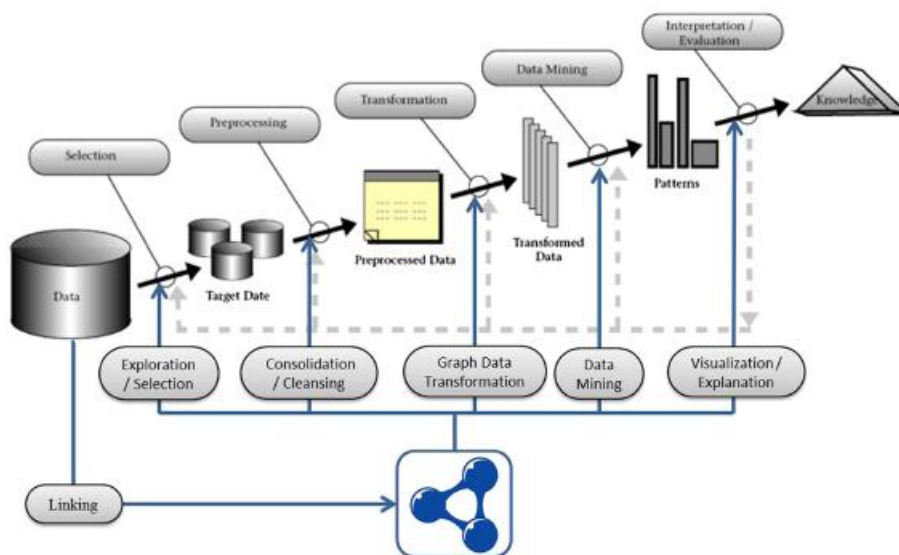 Interpretation /
Evaluation
Data Mining
Transformation
Preprocessing
Selection
Knowledge
Patterns
Transformed
Data
Preprocessed Data
Target Date
Data
Exploration
/ Selection
Consolidation
/ Cleansing
Graph Data
Transformation
Data
Mining
Visualization /
Explanation
Linking